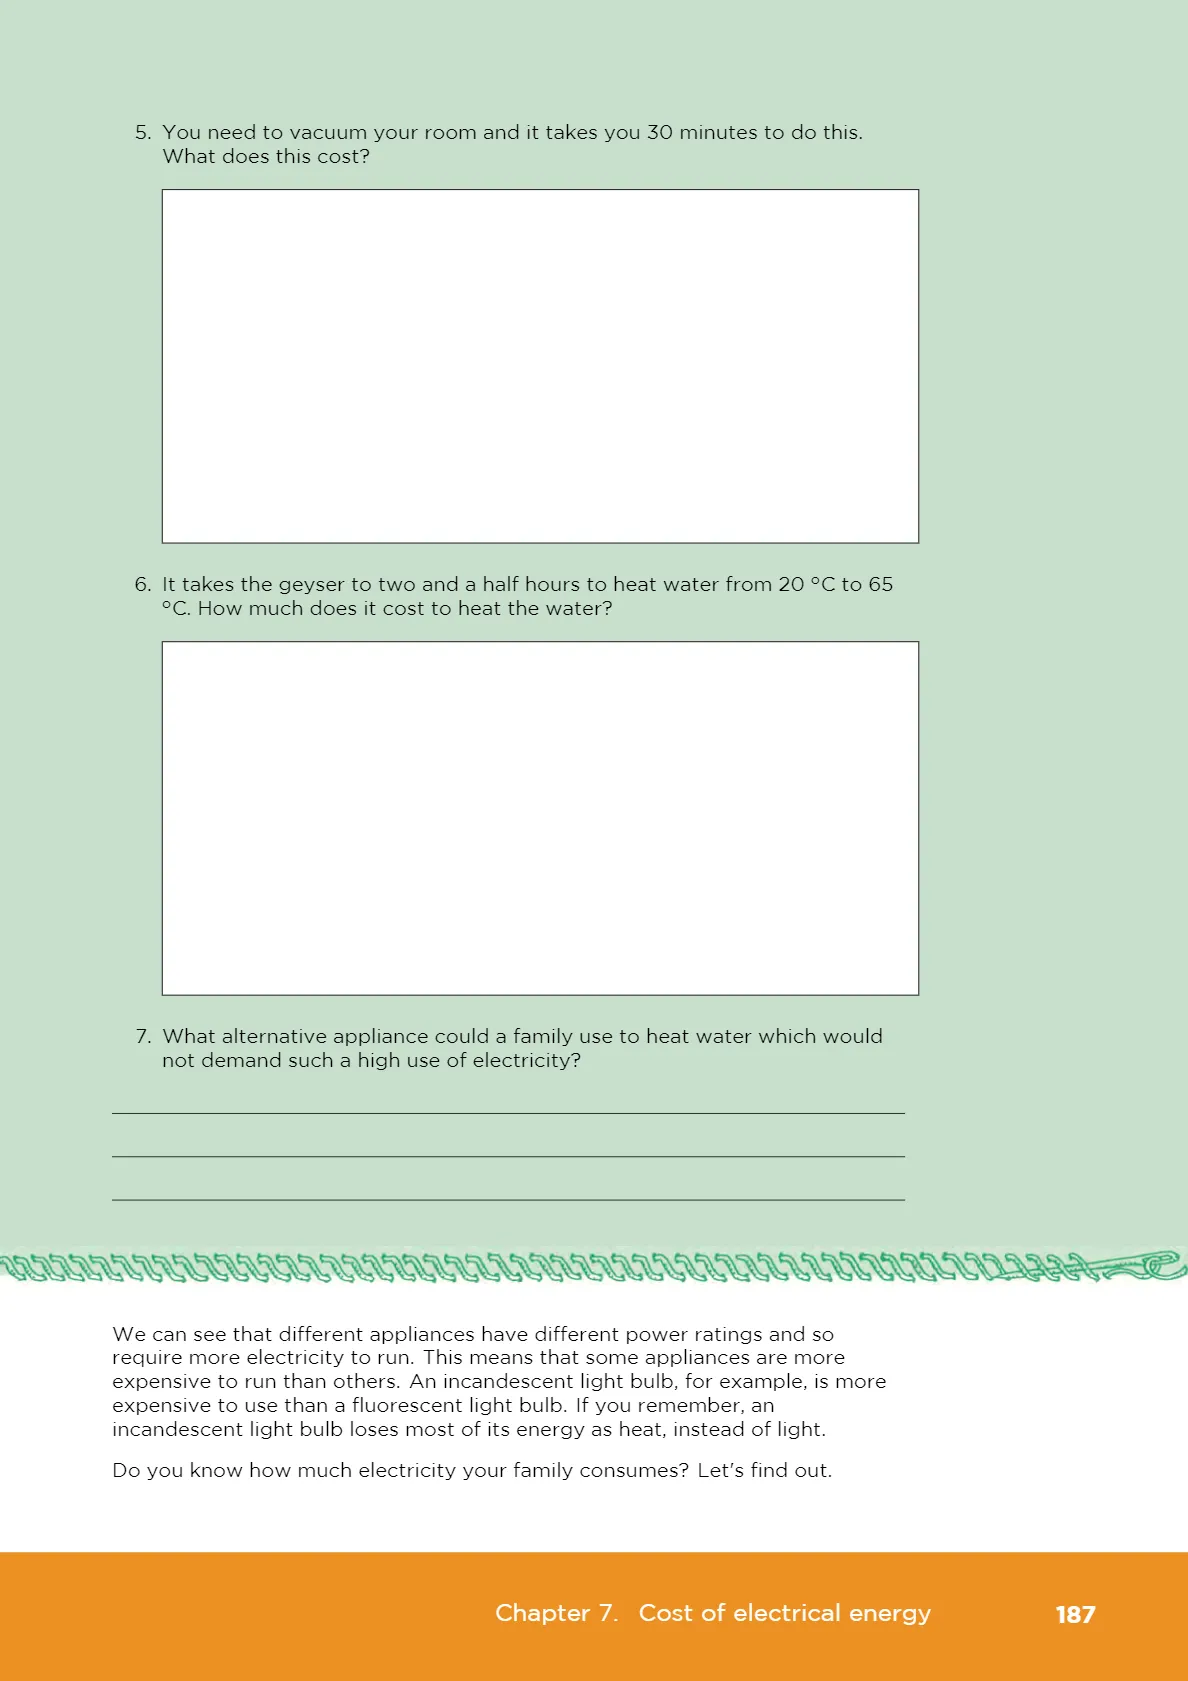 5. You need to vacuum your room and it takes you 30 minutes to do this.
What does this cost?
6. It takes the geyser to two and a half hours to heat water from 20 °C to 65
°C. How much does it cost to heat the water?
7. What alternative appliance could a family use to heat water which would
not demand such a high use of electricity?
We can see that different appliances have different power ratings and so
require more electricity to run. This means that some appliances are more
expensive to run than others. An incandescent light bulb, for example, is more
expensive to use than a fluorescent light bulb. If you remember, an
incandescent light bulb loses most of its energy as heat, instead of light.
Do you know how much electricity your family consumes? Let's find out.
Chapter 7. Cost of electrical energy 187